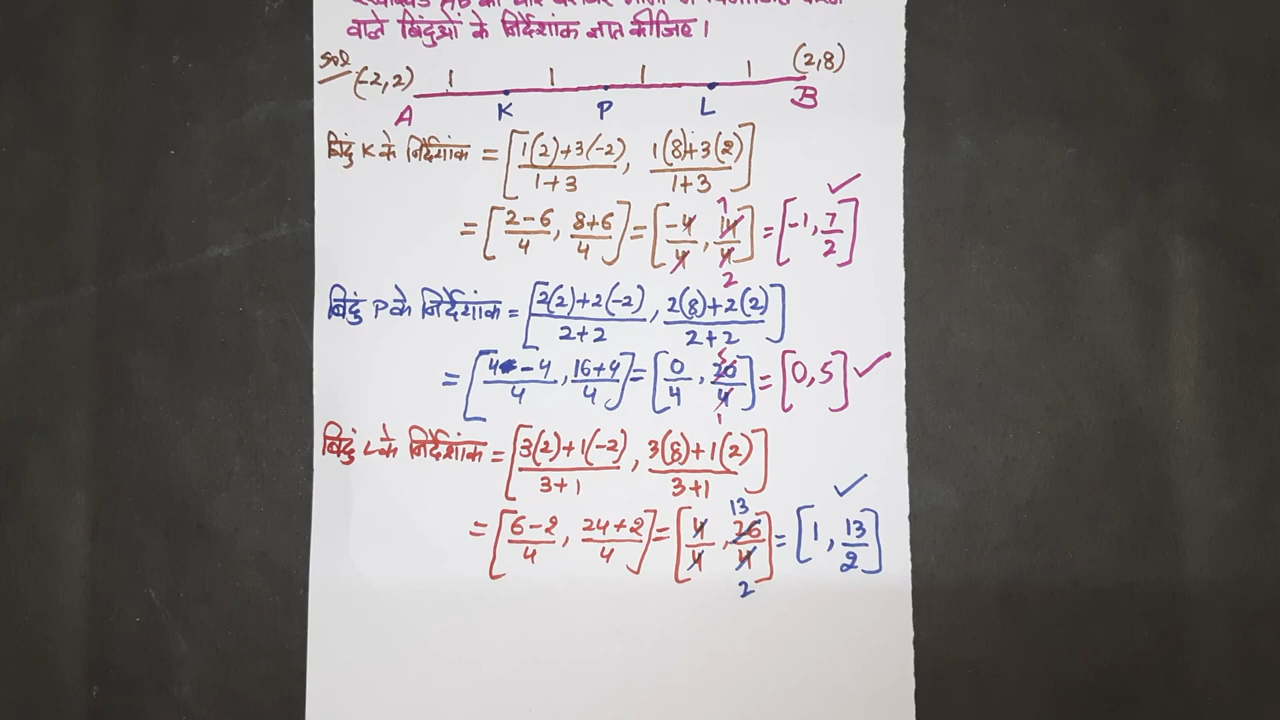 वाले बिंदुओं के निर्देशांक ज्ञात कीजिए।
Sol
(-2,2) 1 1 1 1 (2,8)
A K P L B
बिंदु K के निर्देशांक = [1(2)+3(-2)/1+3, 1(8)+3(2)/1+3]
= [2-6/4, 8+6/4] = [-4/4, 14/4] = [-1, 7/2] ✓
बिंदु P के निर्देशांक = [2(2)+2(-2)/2+2, 2(8)+2(2)/2+2]
= [4-4/4, 16+4/4] = [0/4, 20/4] = [0,5] ✓
बिंदु L के निर्देशांक = [3(2)+1(-2)/3+1, 3(8)+1(2)/3+1]
= [6-2/4, 24+2/4] = [4/4, 26/4] = [1, 13/2] ✓